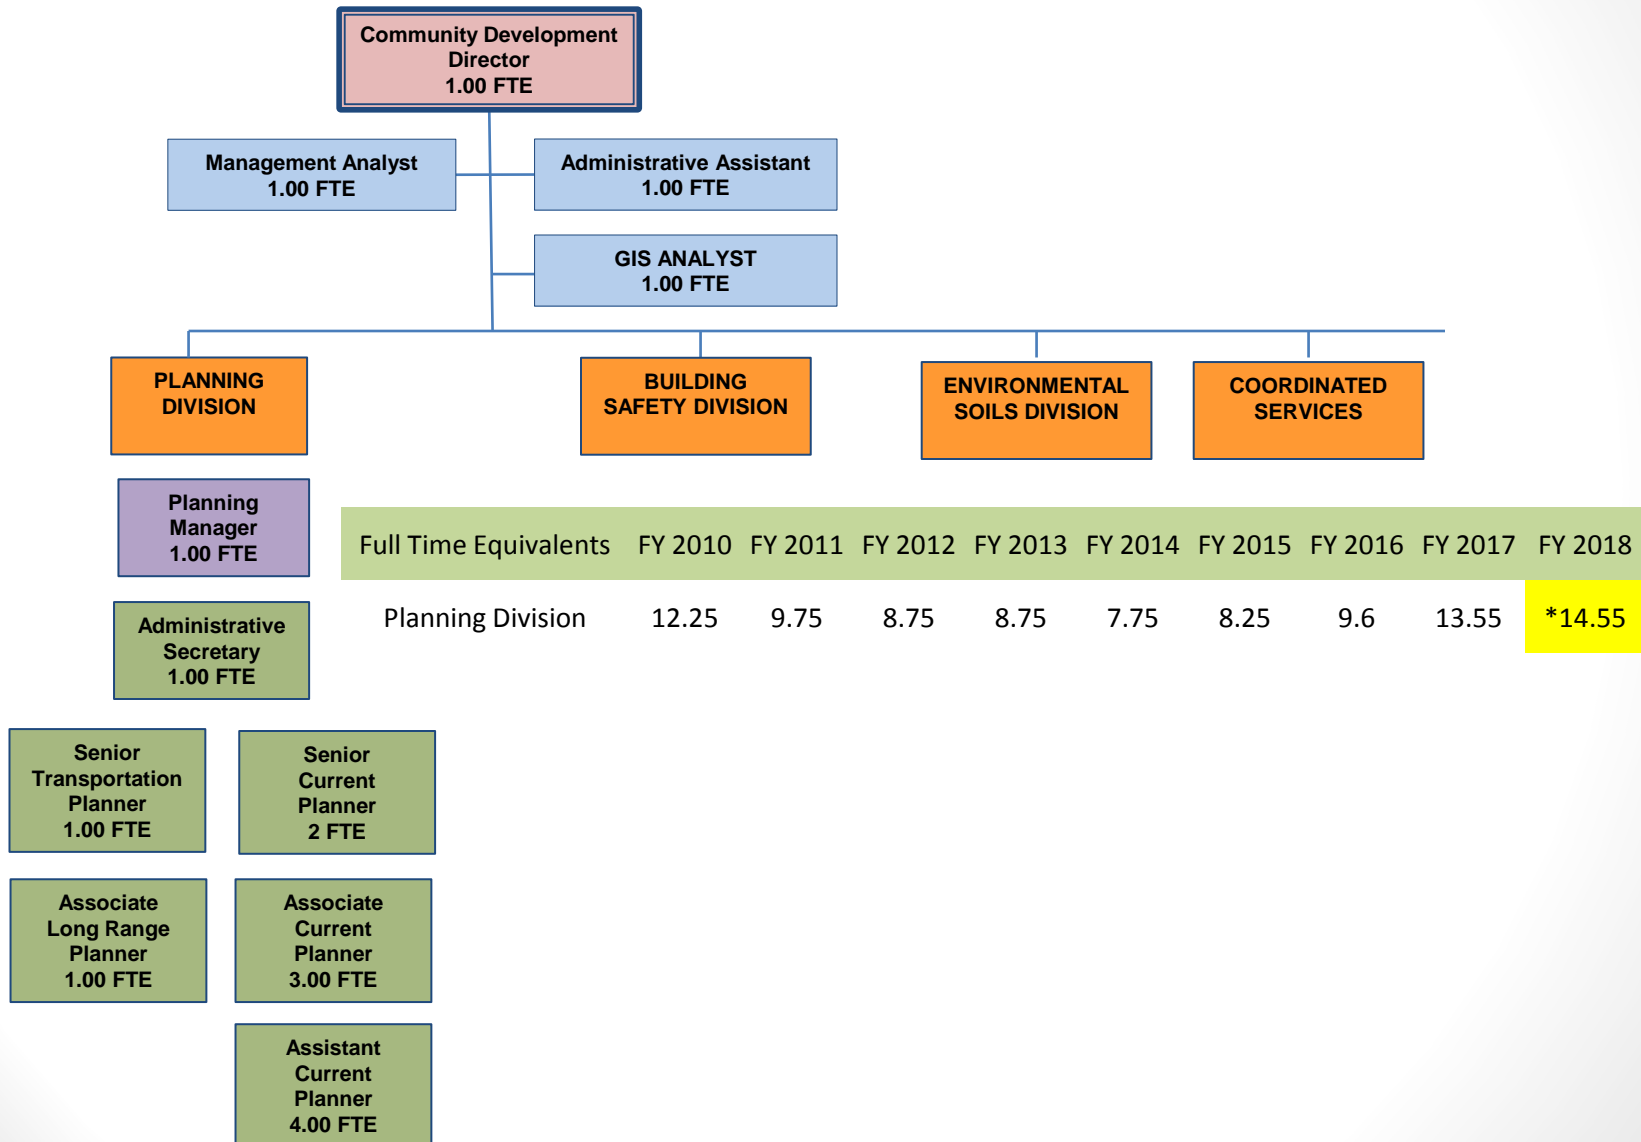 Community Development
Director
1.00 FTE
Management Analyst
1.00 FTE
Administrative Assistant
1.00 FTE
GIS ANALYST
1.00 FTE
PLANNING
DIVISION
BUILDING
SAFETY DIVISION
ENVIRONMENTAL
SOILS DIVISION
COORDINATED
SERVICES
Planning
Manager
1.00 FTE
Full Time Equivalents FY 2010 FY 2011 FY 2012 FY 2013 FY 2014 FY 2015 FY 2016 FY 2017 FY 2018
Planning Division 12.25 9.75 8.75 8.75 7.75 8.25 9.6 13.55 *14.55
Administrative
Secretary
1.00 FTE
Senior
Transportation
Planner
1.00 FTE
Senior
Current
Planner
2 FTE
Associate
Long Range
Planner
1.00 FTE
Associate
Current
Planner
3.00 FTE
Assistant
Current
Planner
4.00 FTE